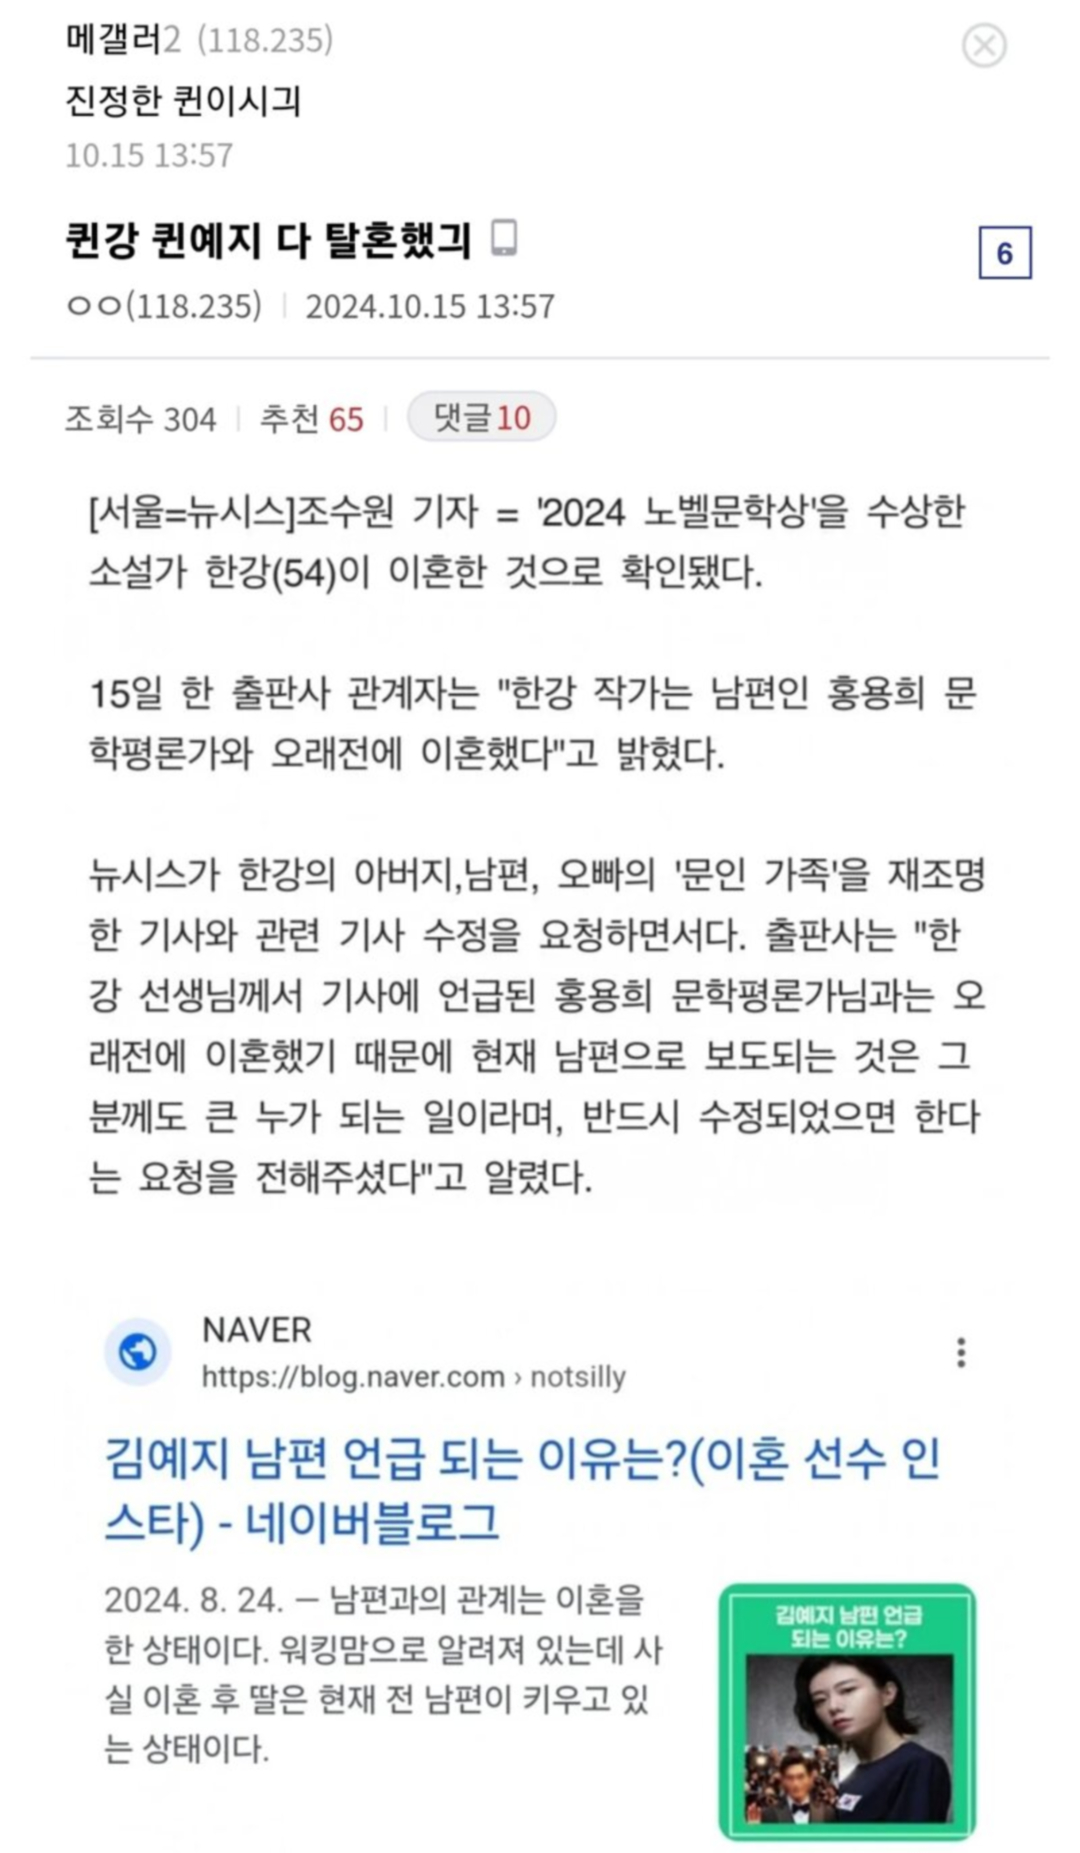 메갤러2 (118.235)
진정한 퀸이시긔
10.15 13:57
퀸강 퀸예지 다 탈혼했긔
6
ㅇㅇ(118.235) | 2024.10.15 13:57
조회수 304 | 추천 65 | 댓글10
[서울=뉴시스]조수원 기자 = '2024 노벨문학상'을 수상한
소설가 한강(54)이 이혼한 것으로 확인됐다.
15일 한 출판사 관계자는 "한강 작가는 남편인 홍용희 문
학평론가와 오래전에 이혼했다"고 밝혔다.
뉴시스가 한강의 아버지,남편, 오빠의 '문인 가족'을 재조명
한 기사와 관련 기사 수정을 요청하면서다. 출판사는 "한
강 선생님께서 기사에 언급된 홍용희 문학평론가님과는 오
래전에 이혼했기 때문에 현재 남편으로 보도되는 것은 그
분께도 큰 누가 되는 일이라며, 반드시 수정되었으면 한다
는 요청을 전해주셨다"고 알렸다.
NAVER
https://blog.naver.com › notsilly
김예지 남편 언급 되는 이유는?(이혼 선수 인
스타) - 네이버블로그
2024. 8. 24. — 남편과의 관계는 이혼을
한 상태이다. 워킹맘으로 알려져 있는데 사
실 이혼 후 딸은 현재 전 남편이 키우고 있
는 상태이다.
김예지 남편 언급
되는 이유는?